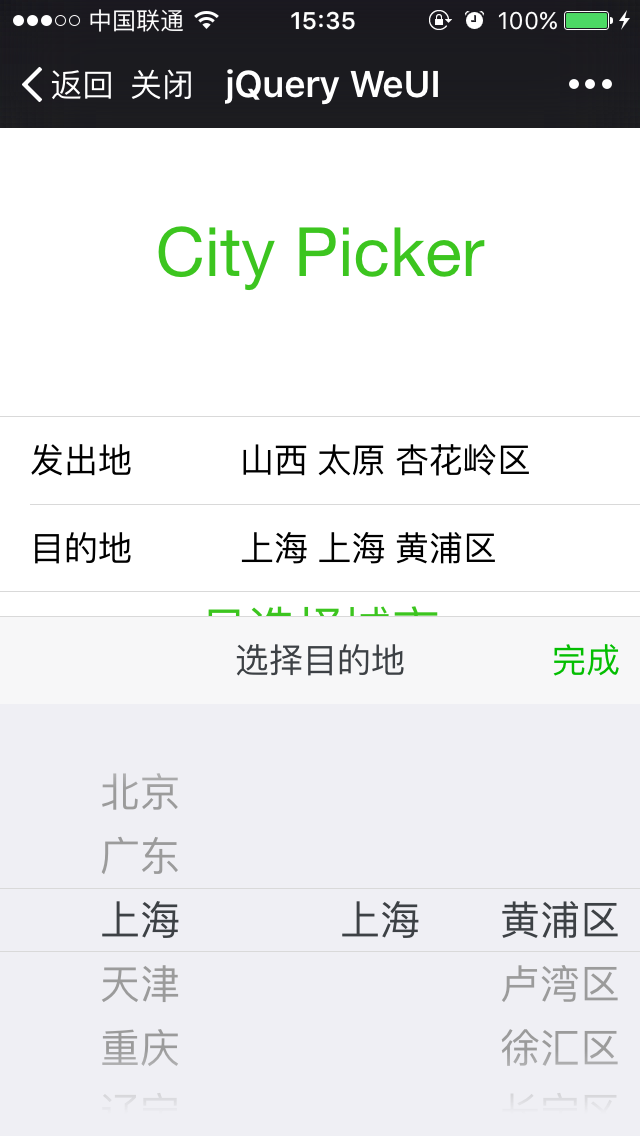 中国联通 15:35 100%
返回 关闭 jQuery WeUI
City Picker
发出地 山西 太原 杏花岭区
目的地 上海 上海 黄浦区
选择目的地 完成
北京
广东
上海 上海 黄浦区
天津 卢湾区
重庆 徐汇区